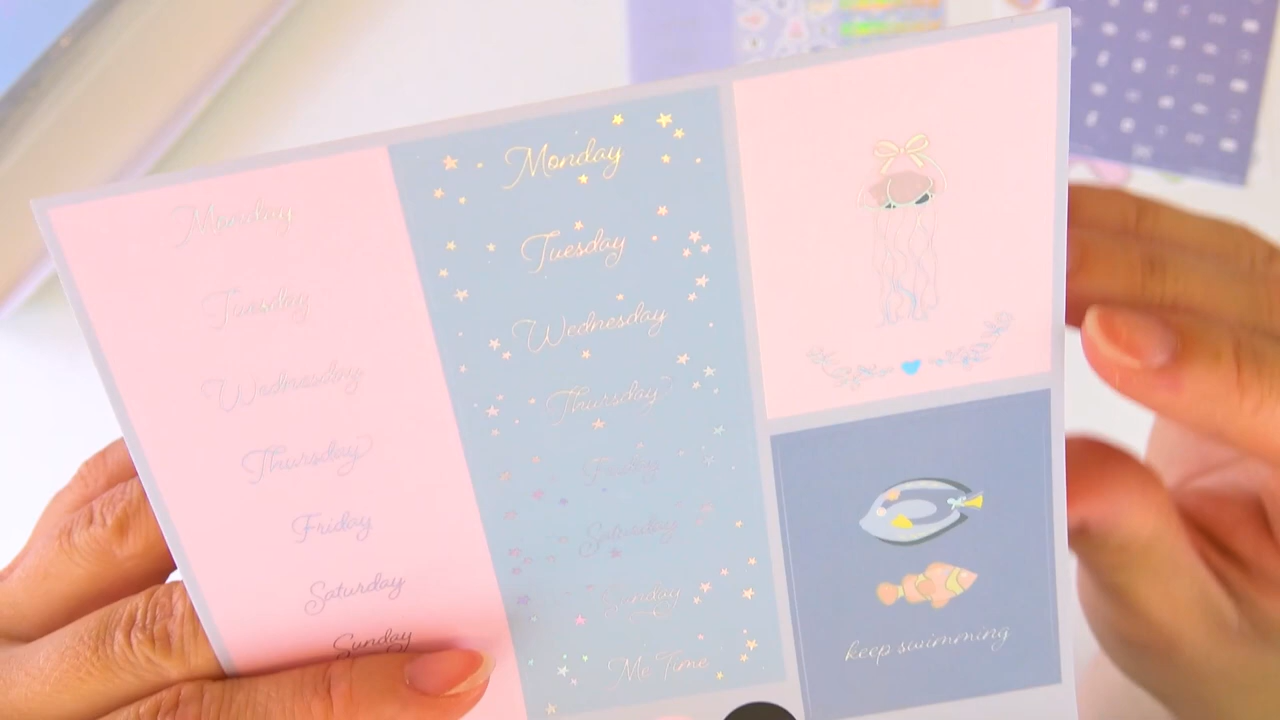 Monday
Tuesday
Wednesday
Thursday
Friday
Saturday
Sunday
Monday
Tuesday
Wednesday
Thursday
Friday
Saturday
Sunday
Me Time
keep swimming